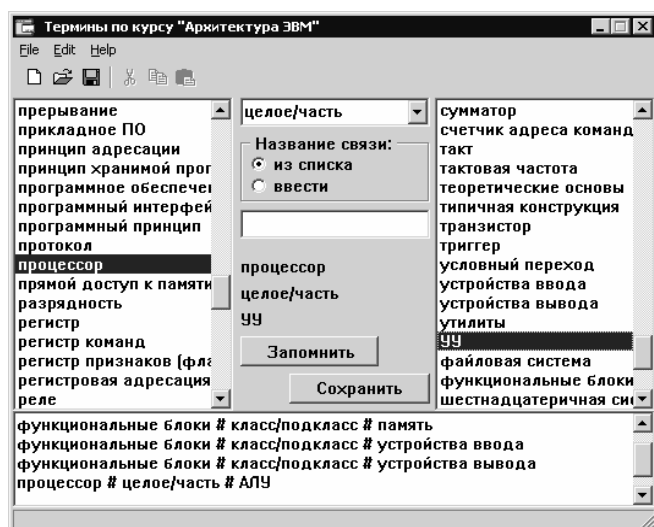 Термины по курсу "Архитектура ЭВМ"
File Edit Help
прерывание
прикладное ПО
принцип адресации
принцип хранимой прог
программное обеспечен
программный интерфей
программный принцип
протокол
процессор
прямой доступ к памяти
разрядность
регистр
регистр команд
регистр признаков (фла
регистровая адресация
реле
целое/часть
Название связи:
из списка
ввести
процессор
целое/часть
УУ
Запомнить
Сохранить
сумматор
счетчик адреса команд
такт
тактовая частота
теоретические основы
типичная конструкция
транзистор
триггер
условный переход
устройства ввода
устройства вывода
утилиты
УУ
файловая система
функциональные блоки
шестнадцатеричная сис
функциональные блоки # класс/подкласс # память
функциональные блоки # класс/подкласс # устройства ввода
функциональные блоки # класс/подкласс # устройства вывода
процессор # целое/часть # АЛУ